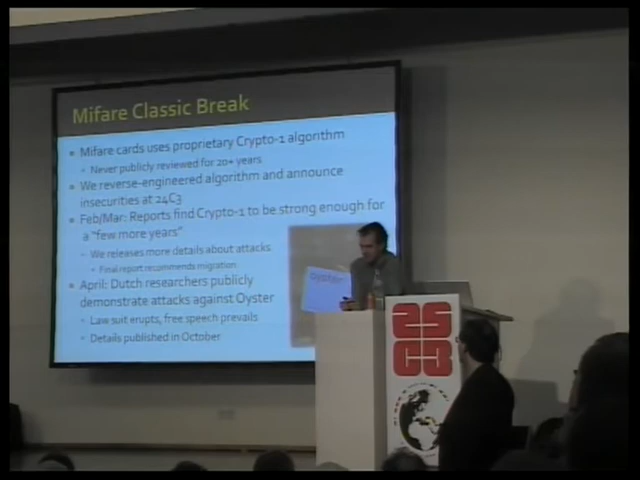 Mifare Classic Break
Mifare cards uses proprietary Crypto-1 algorithm
Never publicly reviewed for 20+ years
We reverse-engineered algorithm and announce
insecurities at 24C3
Feb/Mar: Reports find Crypto-1 to be strong enough for
a "few more years"
We releases more details about attacks
Final report recommends migration
April: Dutch researchers publicly
demonstrate attacks against Oyster
Law suit erupts, free speech prevails
Details published in October
oyster
25
C3